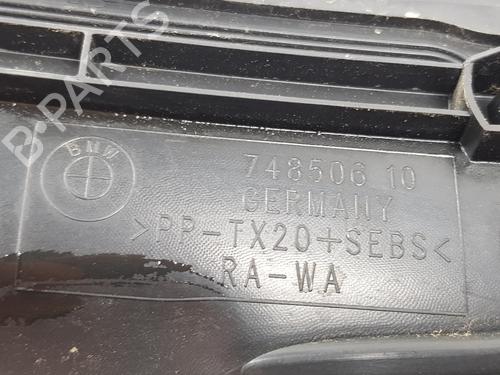 B-PARTS
BMW
748506 10
GERMANY
>PP-TX20+SEBS<
RA-WA